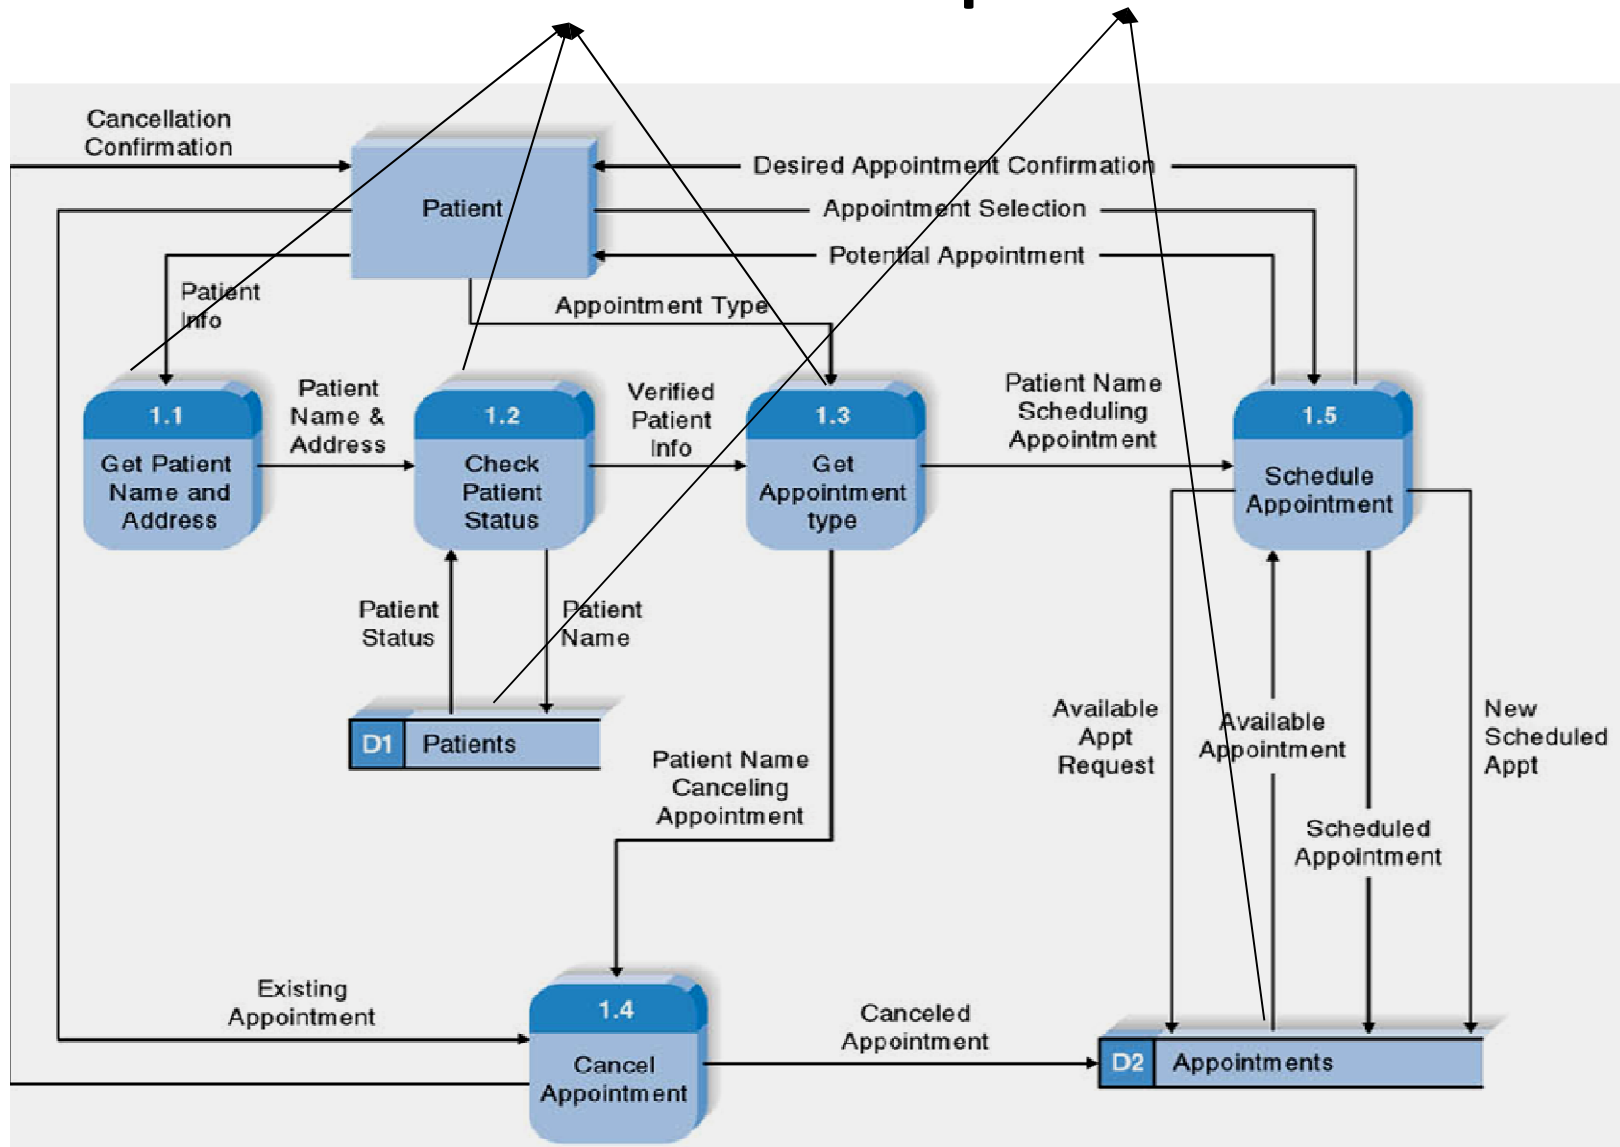 Cancellation
Confirmation
Desired Appointment Confirmation
Patient
Appointment Selection
Potential Appointment
Patient
Info
Appointment Type
1.1
Get Patient
Name and
Address
Patient
Name &
Address
1.2
Check
Patient
Status
Verified
Patient
Info
1.3
Get
Appointment
type
Patient Name
Scheduling
Appointment
1.5
Schedule
Appointment
Patient
Status
Patient
Name
D1 Patients
Patient Name
Canceling
Appointment
Available
Appt
Request
Available
Appointment
New
Scheduled
Appt
Scheduled
Appointment
Existing
Appointment
1.4
Cancel
Appointment
Canceled
Appointment
D2 Appointments